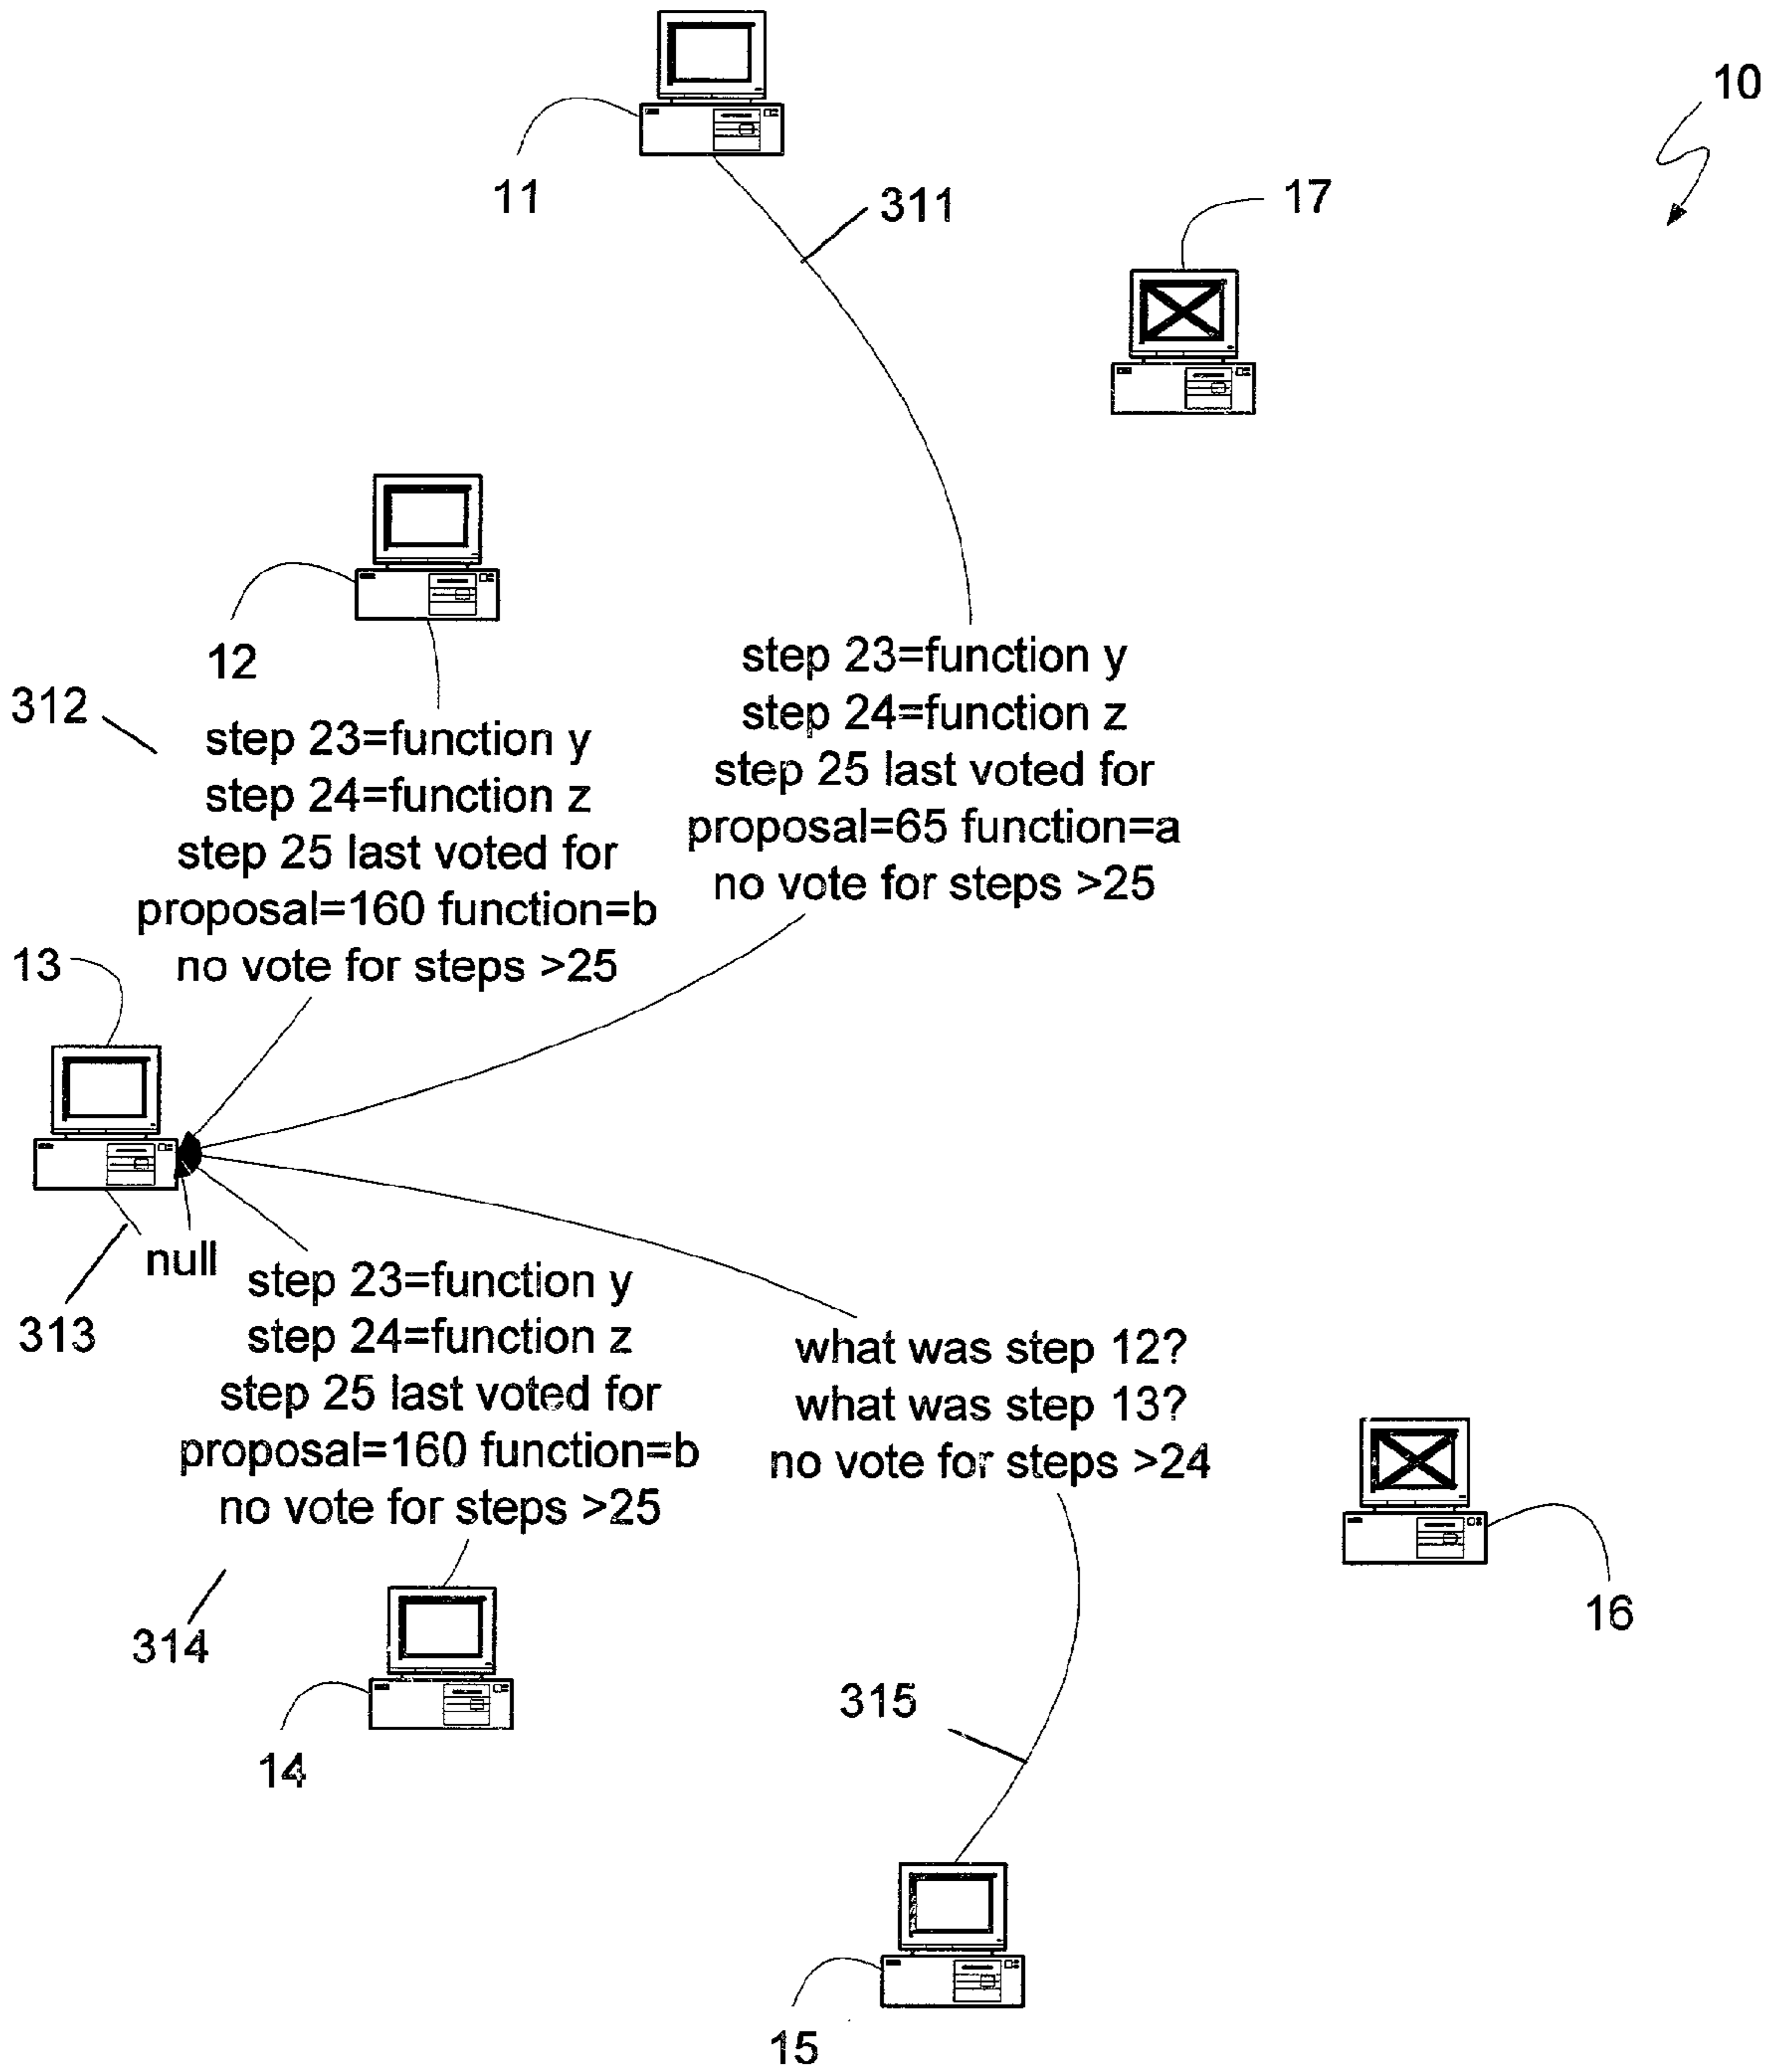 10
11
311
17
12
312
step 23=function y
step 24=function z
step 25 last voted for
proposal=160 function=b
no vote for steps >25
step 23=function y
step 24=function z
step 25 last voted for
proposal=65 function=a
no vote for steps >25
13
null
313
step 23=function y
step 24=function z
step 25 last voted for
proposal=160 function=b
no vote for steps >25
what was step 12?
what was step 13?
no vote for steps >24
314
14
16
315
15